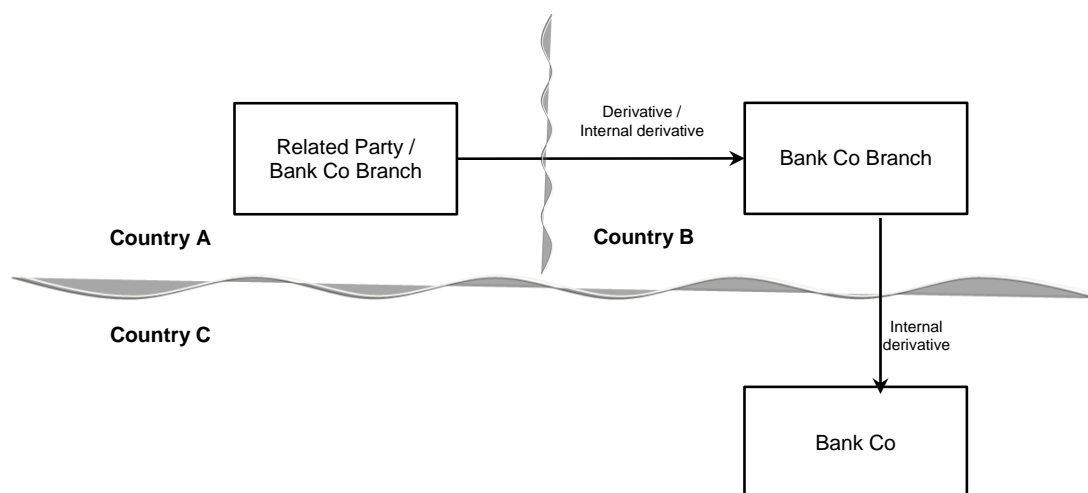 Related Party /
Bank Co Branch
Derivative /
Internal derivative
Bank Co Branch
Country A
Country B
Country C
Internal
derivative
Bank Co